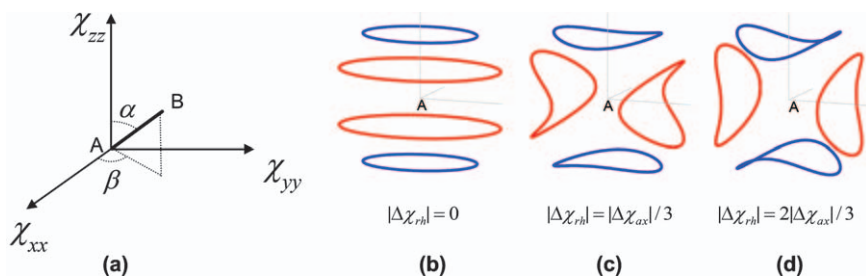 χzz
α
B
A
β
χyy
χxx
(a)
A
|Δχrh|=0
(b)
A
|Δχrh|=|Δχax|/3
(c)
A
|Δχrh|=2|Δχax|/3
(d)